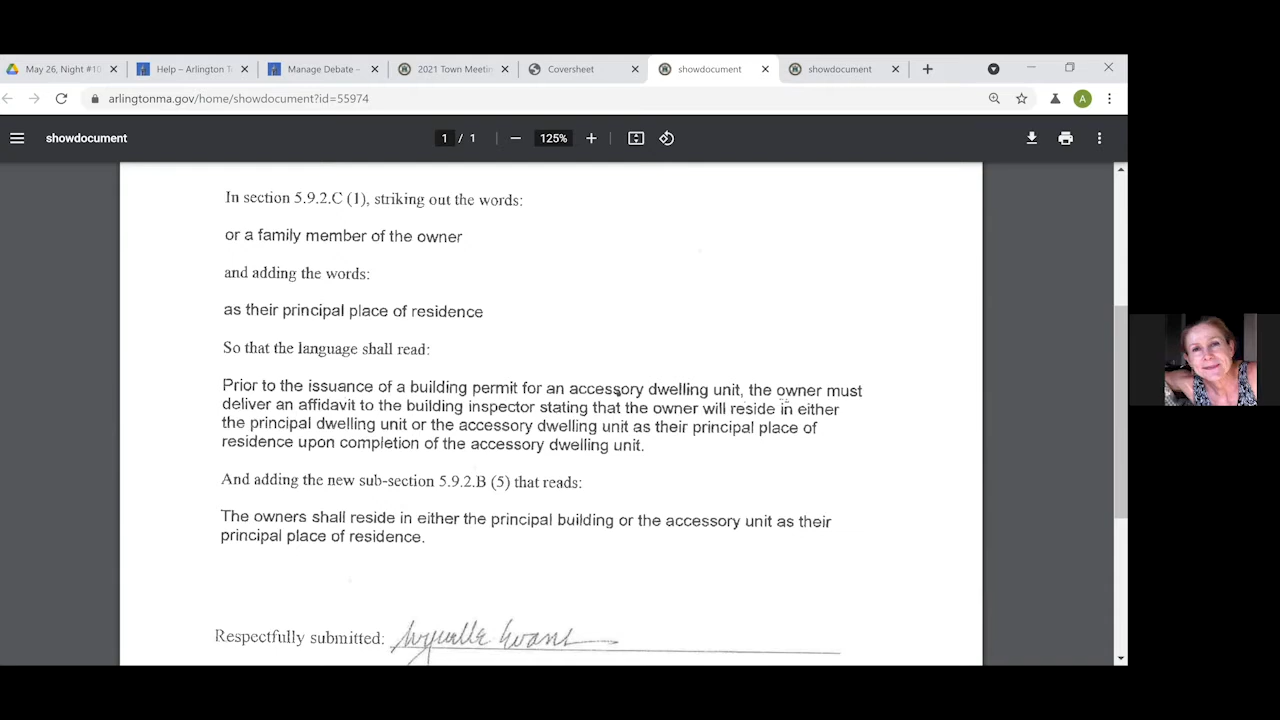 May 26, Night #10
Help – Arlington T
Manage Debate –
2021 Town Meetin
Coversheet
showdocument
showdocument
arlingtonma.gov/home/showdocument?id=55974
A
showdocument
1 / 1
125%
In section 5.9.2.C (1), striking out the words:
or a family member of the owner
and adding the words:
as their principal place of residence
So that the language shall read:
Prior to the issuance of a building permit for an accessory dwelling unit, the owner must
deliver an affidavit to the building inspector stating that the owner will reside in either
the principal dwelling unit or the accessory dwelling unit as their principal place of
residence upon completion of the accessory dwelling unit.
And adding the new sub-section 5.9.2.B (5) that reads:
The owners shall reside in either the principal building or the accessory unit as their
principal place of residence.
Respectfully submitted: Wynelle Evans